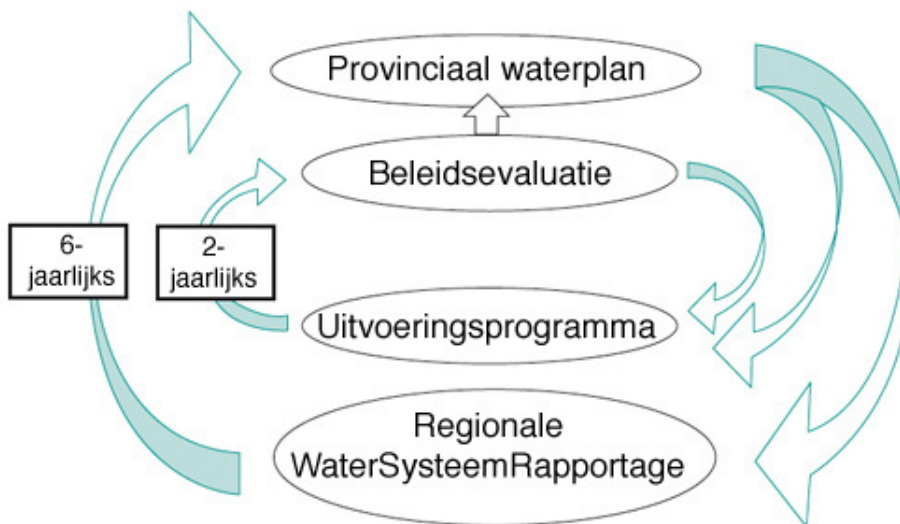 Provinciaal waterplan
Beleidsevaluatie
6-
jaarlijks
2-
jaarlijks
Uitvoeringsprogramma
Regionale
WaterSysteemRapportage